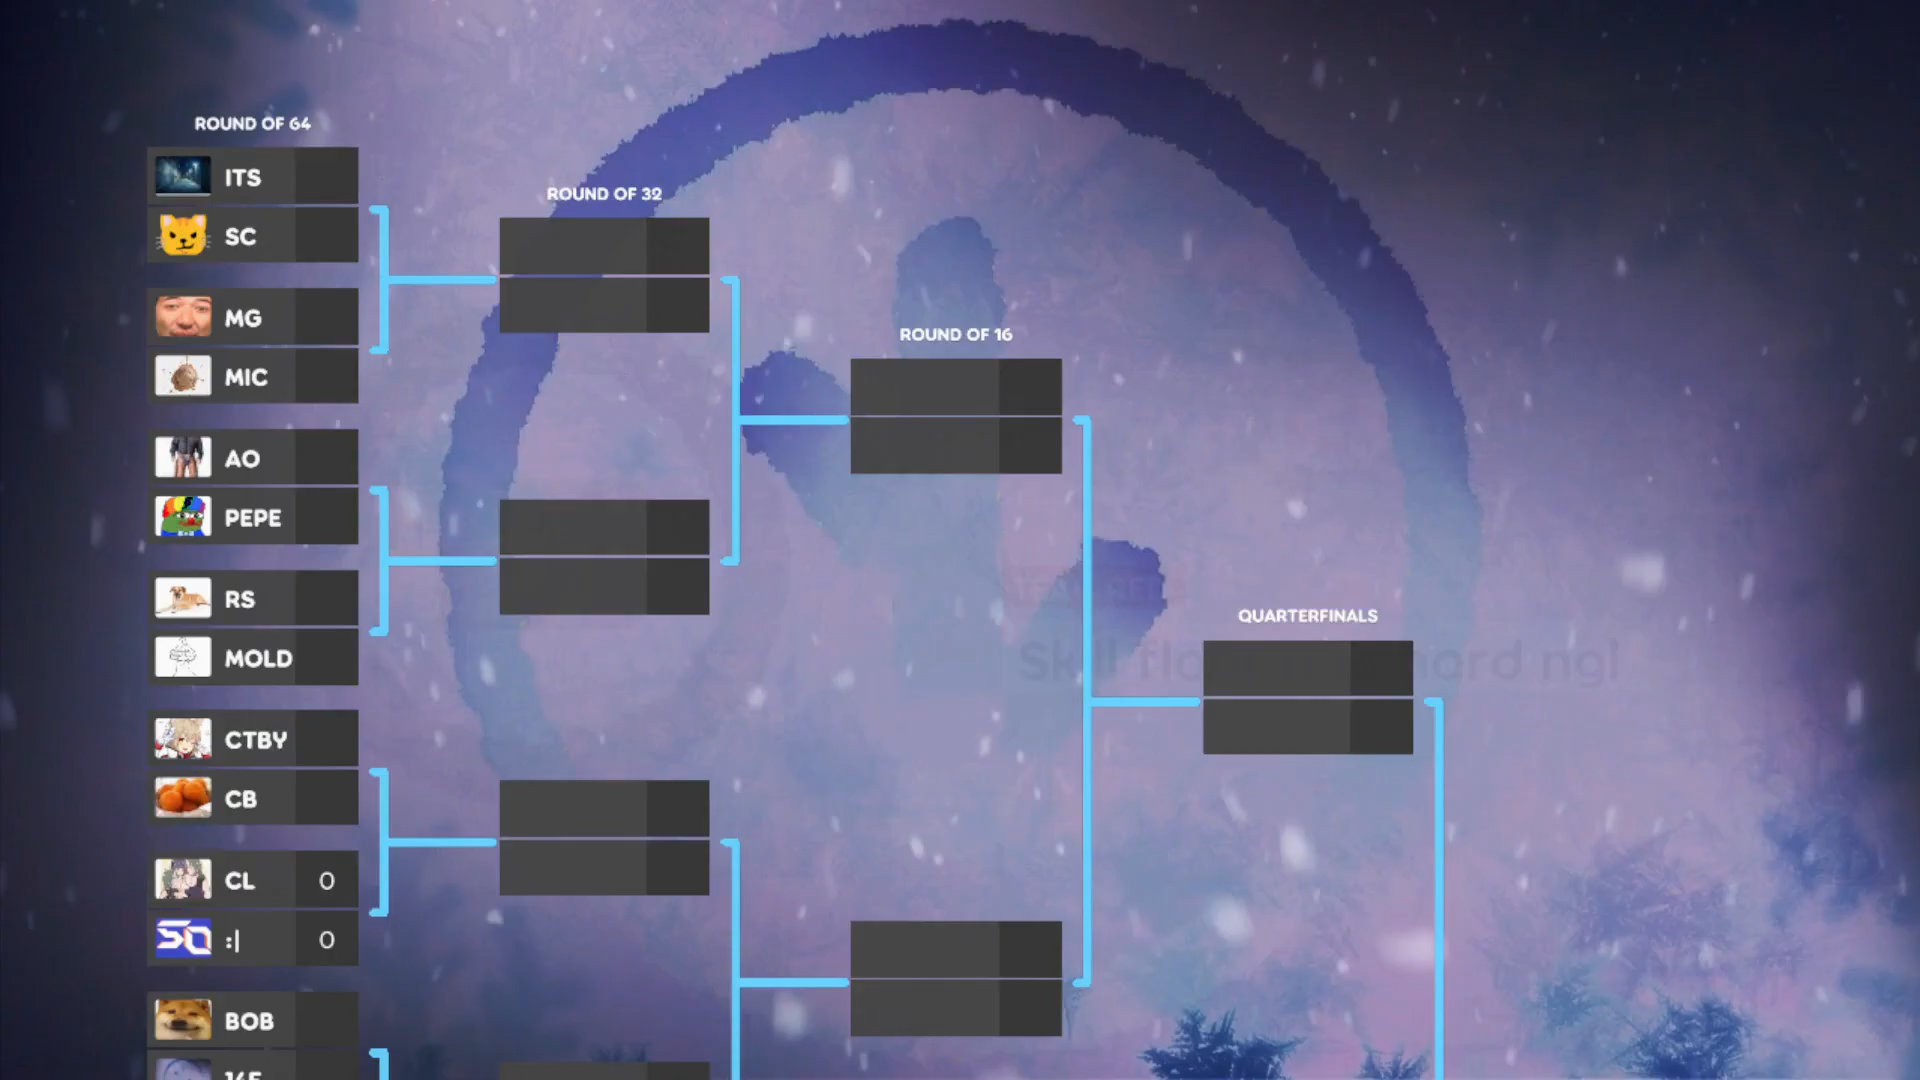 ROUND OF 64
ITS
SC
MG
MIC
AO
PEPE
RS
MOLD
CTBY
CB
CL 0
:| 0
BOB
ROUND OF 32
ROUND OF 16
QUARTERFINALS